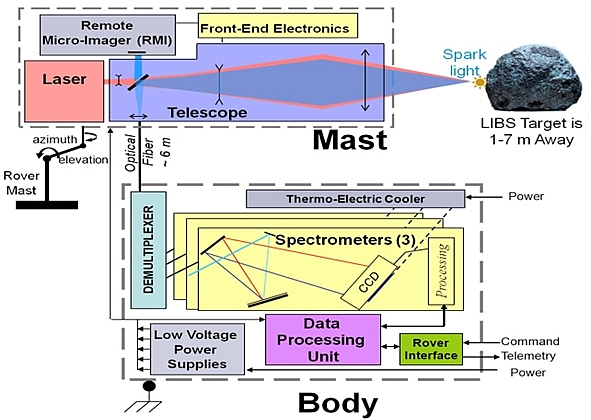 Remote
Micro-Imager (RMI)
Front-End Electronics
Laser
Telescope
Spark
light
LIBS Target is
1-7 m Away
Mast
azimuth
elevation
Rover
Mast
Optical
Fiber
~ 6 m
Thermo-Electric Cooler
Power
DEMULTIPLEXER
Spectrometers (3)
CCD
Processing
Low Voltage
Power
Supplies
Data
Processing
Unit
Rover
Interface
Command
Telemetry
Power
Body